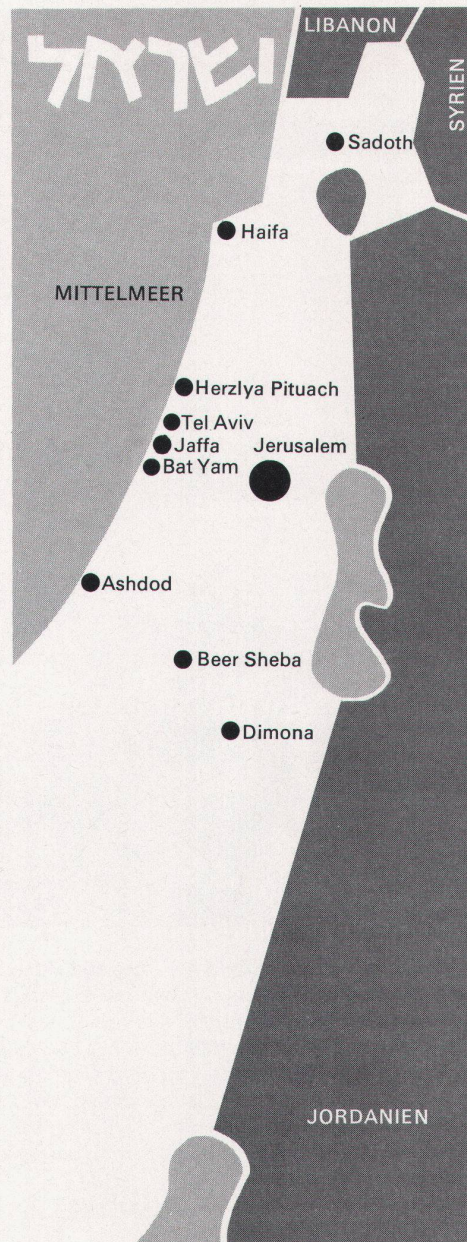 ישראל
LIBANON
SYRIEN
Sadoth
Haifa
MITTELMEER
Herzlya Pituach
Tel Aviv
Jaffa
Jerusalem
Bat Yam
Ashdod
Beer Sheba
Dimona
JORDANIEN